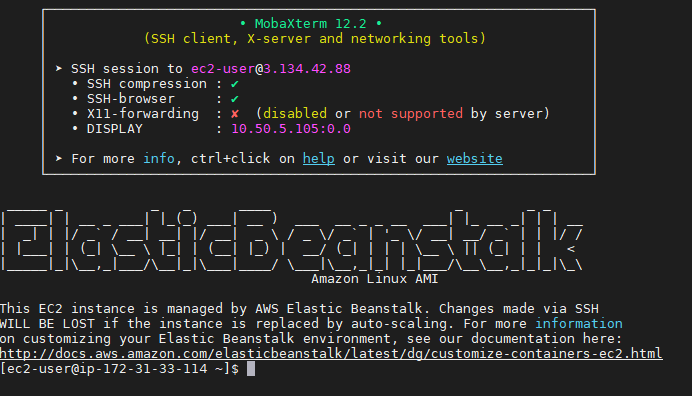 • MobaXterm 12.2 •
(SSH client, X-server and networking tools)
➤ SSH session to ec2-user@3.134.42.88
• SSH compression : ✔
• SSH-browser : ✔
• X11-forwarding : ✘ (disabled or not supported by server)
• DISPLAY : 10.50.5.105:0.0
➤ For more info, ctrl+click on help or visit our website
ElasticBeanstalk
Amazon Linux AMI
This EC2 instance is managed by AWS Elastic Beanstalk. Changes made via SSH
WILL BE LOST if the instance is replaced by auto-scaling. For more information
on customizing your Elastic Beanstalk environment, see our documentation here:
http://docs.aws.amazon.com/elasticbeanstalk/latest/dg/customize-containers-ec2.html
[ec2-user@ip-172-31-33-114 ~]$